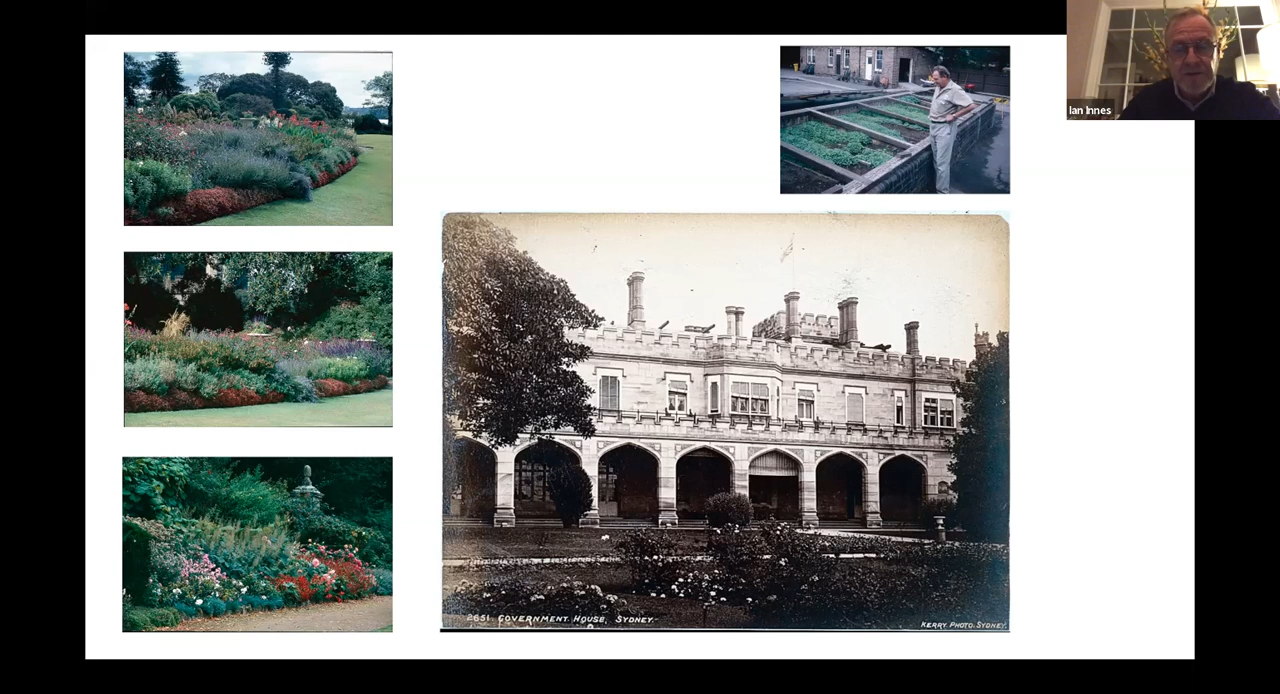 Ian Innes
2651 GOVERNMENT HOUSE, SYDNEY.
KERRY. PHOTO. SYDNEY.